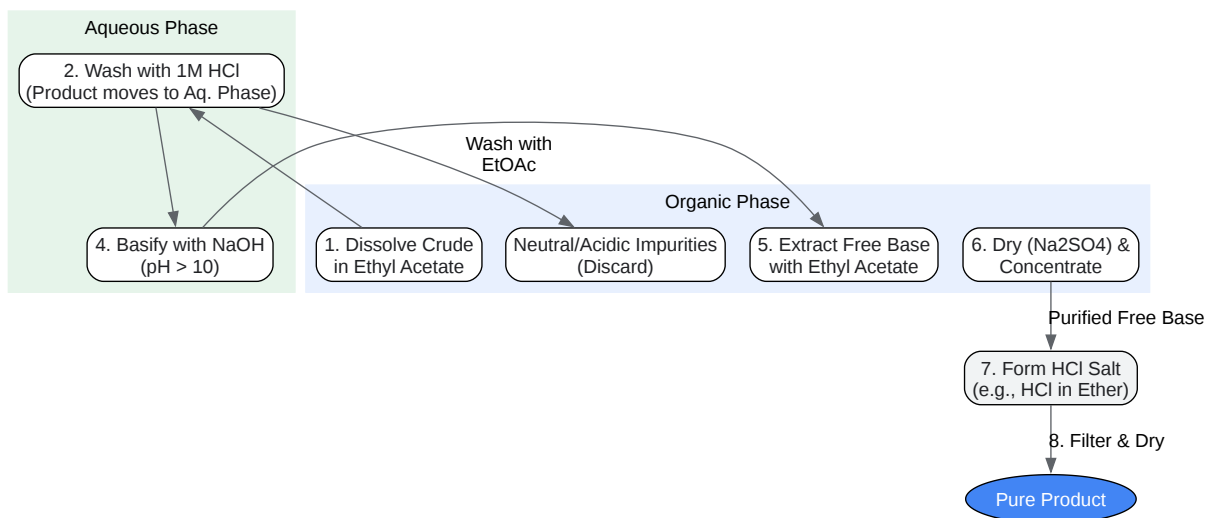 Aqueous Phase
2. Wash with 1M HCl
(Product moves to Aq. Phase)
Wash with
EtOAc
Organic Phase
4. Basify with NaOH
(pH > 10)
1. Dissolve Crude
in Ethyl Acetate
Neutral/Acidic Impurities
(Discard)
5. Extract Free Base
with Ethyl Acetate
6. Dry (Na2SO4) &
Concentrate
Purified Free Base
7. Form HCl Salt
(e.g., HCl in Ether)
8. Filter & Dry
Pure Product